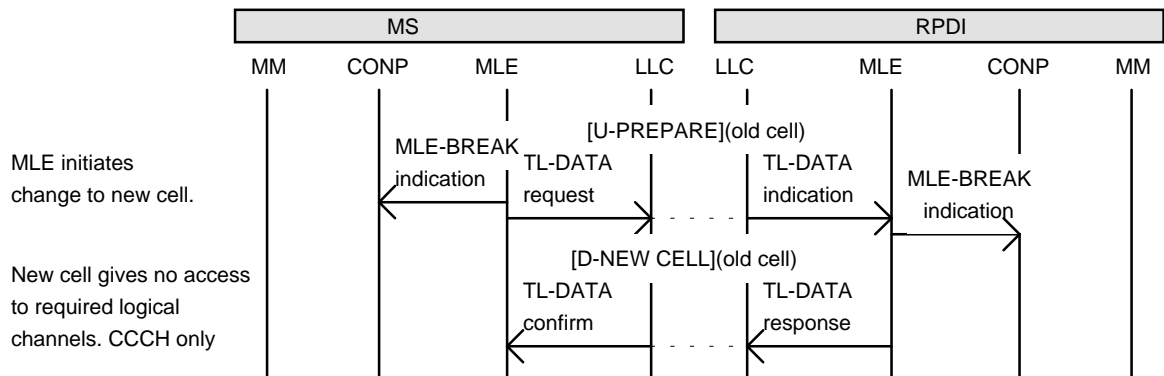 MS RPDI
MM CONP MLE LLC LLC MLE CONP MM
[U-PREPARE](old cell)
MLE initiates
change to new cell.
MLE-BREAK
indication
TL-DATA
request
TL-DATA
indication
MLE-BREAK
indication
[D-NEW CELL](old cell)
New cell gives no access
to required logical
channels. CCCH only
TL-DATA
confirm
TL-DATA
response